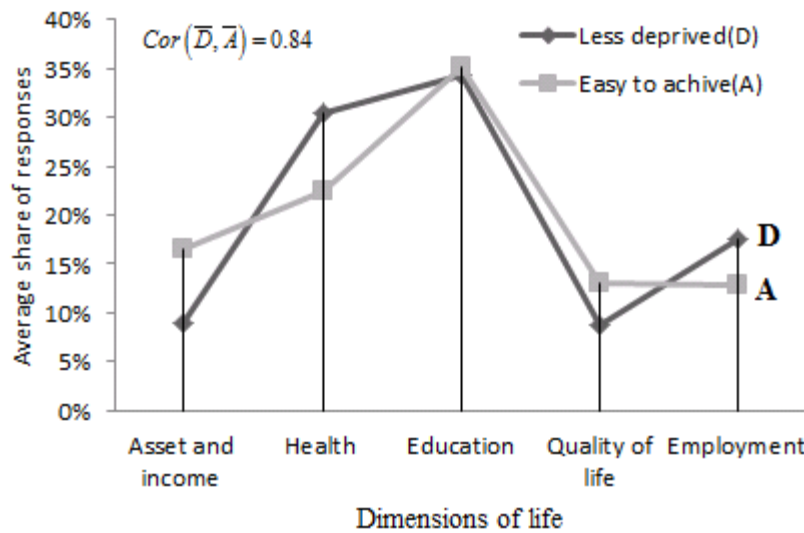 40%
35%
30%
25%
20%
15%
10%
5%
0%
Average share of responses
Cor(D̅, A̅) = 0.84
Less deprived(D)
Easy to achive(A)
D
A
Asset and income
Health
Education
Quality of life
Employment
Dimensions of life